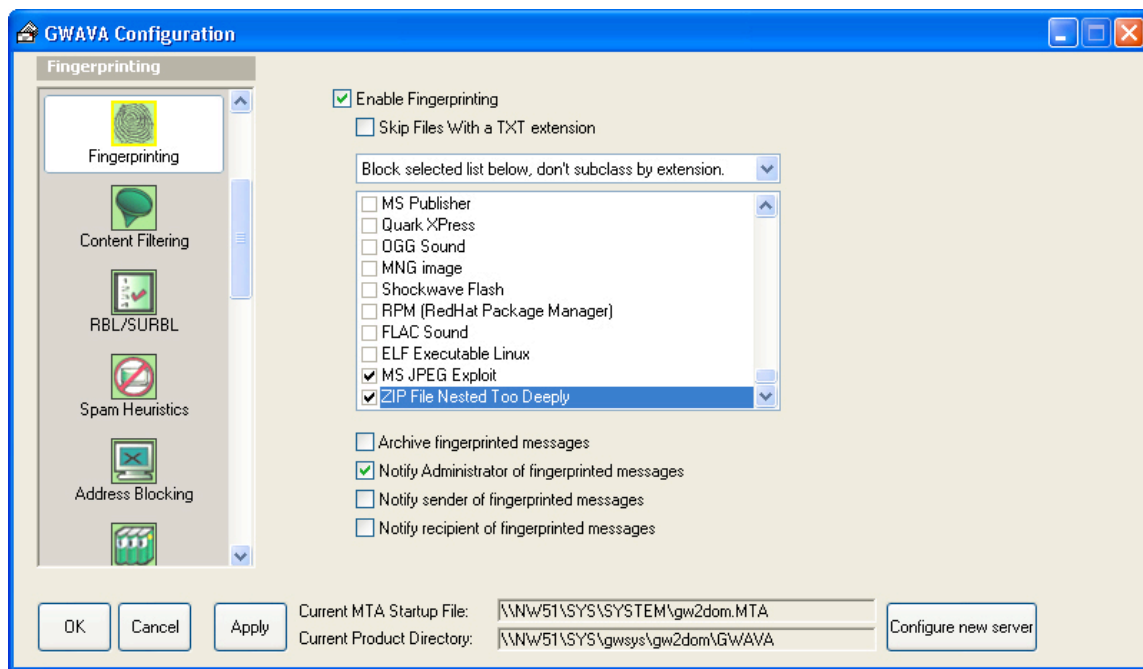 GWAVA Configuration
Fingerprinting
Fingerprinting
Content Filtering
RBL/SURBL
Spam Heuristics
Address Blocking
Enable Fingerprinting
Skip Files With a TXT extension
Block selected list below, don't subclass by extension.
MS Publisher
Quark XPress
OGG Sound
MNG image
Shockwave Flash
RPM (RedHat Package Manager)
FLAC Sound
ELF Executable Linux
MS JPEG Exploit
ZIP File Nested Too Deeply
Archive fingerprinted messages
Notify Administrator of fingerprinted messages
Notify sender of fingerprinted messages
Notify recipient of fingerprinted messages
OK
Cancel
Apply
Current MTA Startup File: \\NW51\SYS\SYSTEM\gw2dom.MTA
Current Product Directory: \\NW51\SYS\gwsys\gw2dom\GWAVA
Configure new server